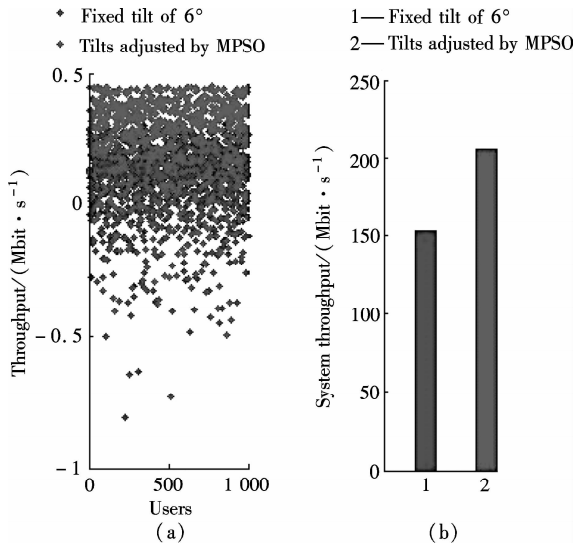 Fixed tilt of 6°
Tilts adjusted by MPSO
0.5
0
-0.5
-1
Throughput/(Mbit·s⁻¹)
0 500 1 000
Users
(a)
1—Fixed tilt of 6°
2—Tilts adjusted by MPSO
250
200
150
100
50
0
System throughput/(Mbit·s⁻¹)
1 2
(b)